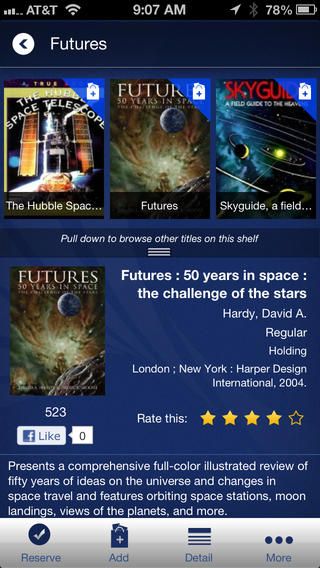 AT&T 9:07 AM 78%
Futures
A TRUE
THE HUBBLE
SPACE TELESCOPE
FUTURES
50 YEARS IN SPACE
THE CHALLENGE OF THE STARS
SKYGUIDE
A FIELD GUIDE TO THE HEAVENS
The Hubble Spac...
Futures
Skyguide, a field...
Pull down to browse other titles on this shelf
FUTURES
50 YEARS IN SPACE
THE CHALLENGE OF THE STARS
Futures : 50 years in space :
the challenge of the stars
Hardy, David A.
Regular
Holding
London ; New York : Harper Design
International, 2004.
523
Like 0
Rate this:
Presents a comprehensive full-color illustrated review of
fifty years of ideas on the universe and changes in
space travel and features orbiting space stations, moon
landings, views of the planets, and more.
Reserve Add Detail More